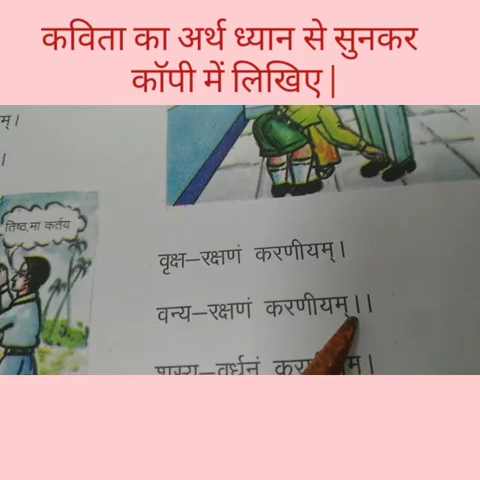 कविता का अर्थ ध्यान से सुनकर
कॉपी में लिखिए |
म्।
।
तिष्ठ,मा कर्तय
वृक्ष–रक्षणं करणीयम्।
वन्य–रक्षणं करणीयम्।।